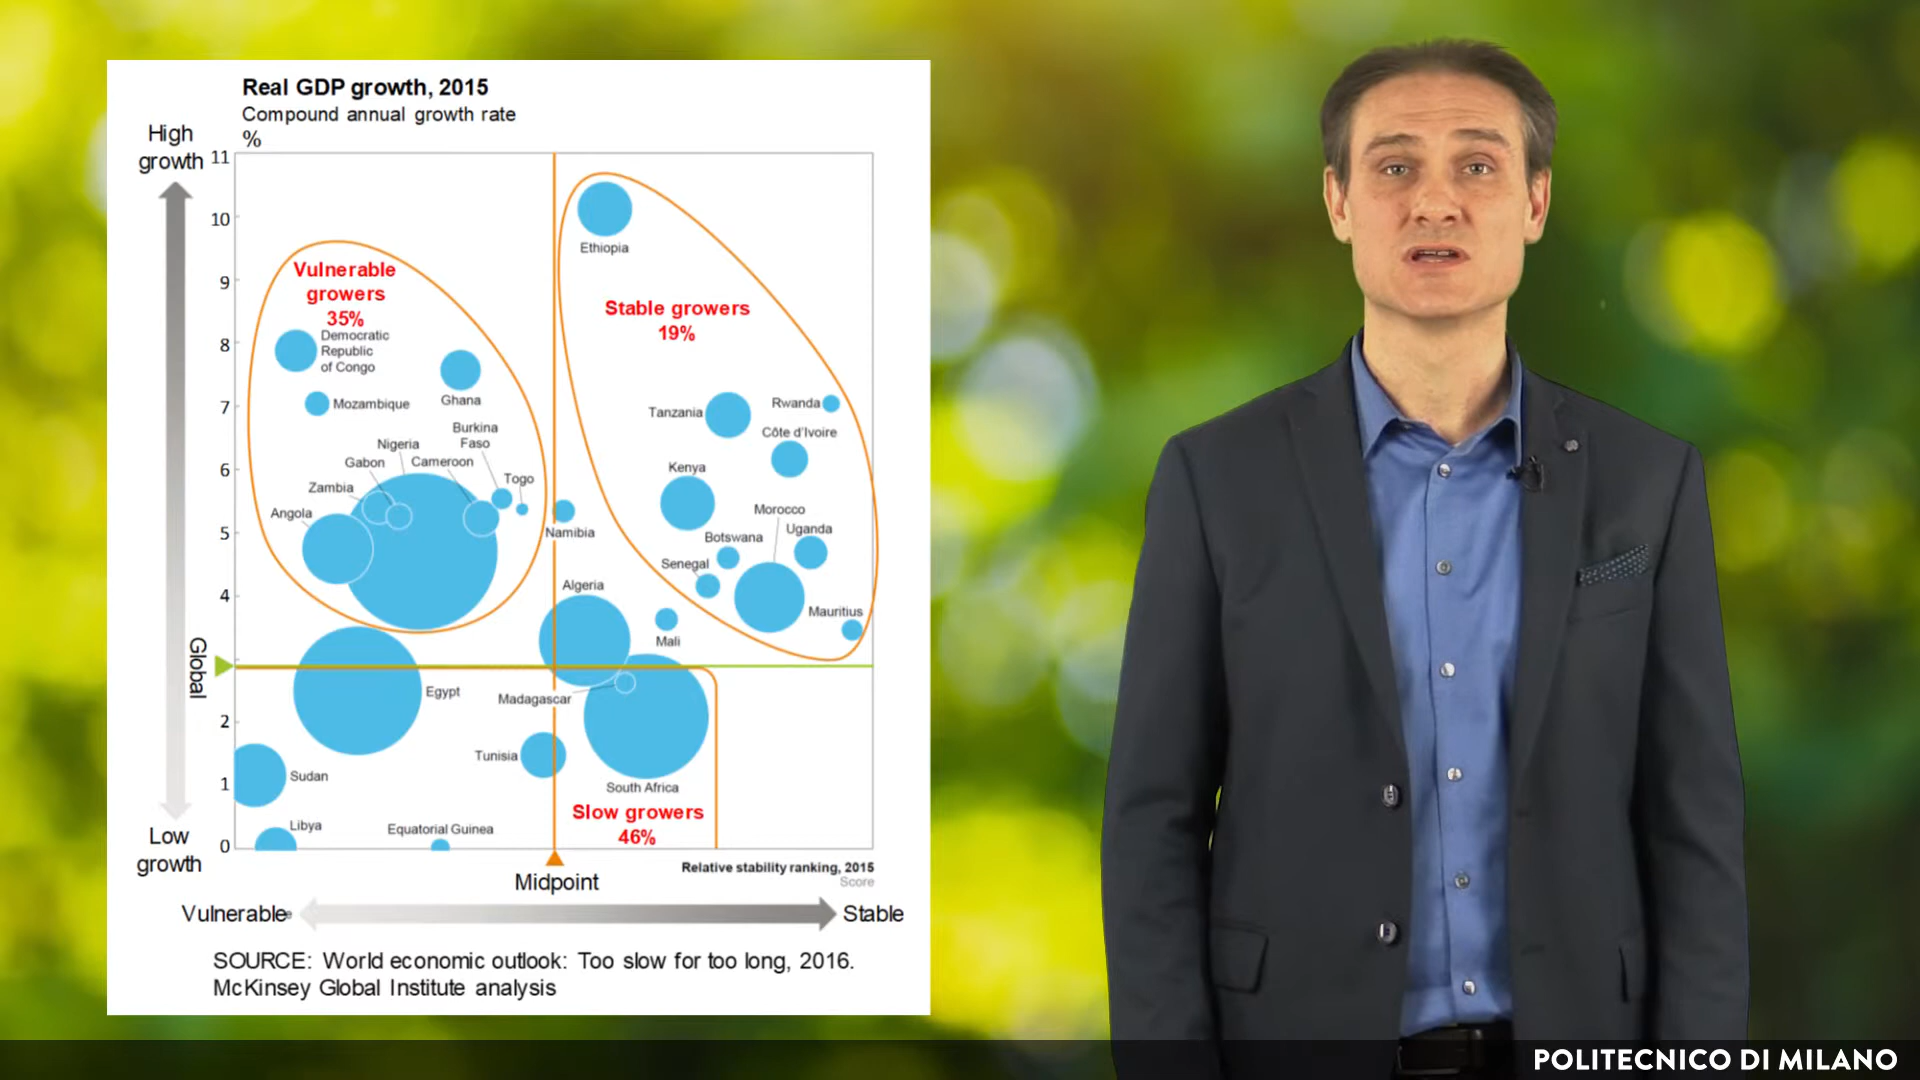 Real GDP growth, 2015
Compound annual growth rate
%
High
growth
11
10
9
8
7
6
5
4
2
1
0
Global
Low
growth
Ethiopia
Vulnerable
growers
35%
Stable growers
19%
Democratic
Republic
of Congo
Mozambique
Ghana
Burkina
Faso
Nigeria
Gabon
Cameroon
Zambia
Togo
Angola
Namibia
Tanzania
Rwanda
Côte d'Ivoire
Kenya
Morocco
Uganda
Botswana
Senegal
Algeria
Mauritius
Mali
Egypt
Madagascar
Tunisia
Sudan
South Africa
Slow growers
46%
Libya
Equatorial Guinea
Relative stability ranking, 2015
Score
Midpoint
Vulnerable
Stable
SOURCE: World economic outlook: Too slow for too long, 2016.
McKinsey Global Institute analysis
POLITECNICO DI MILANO